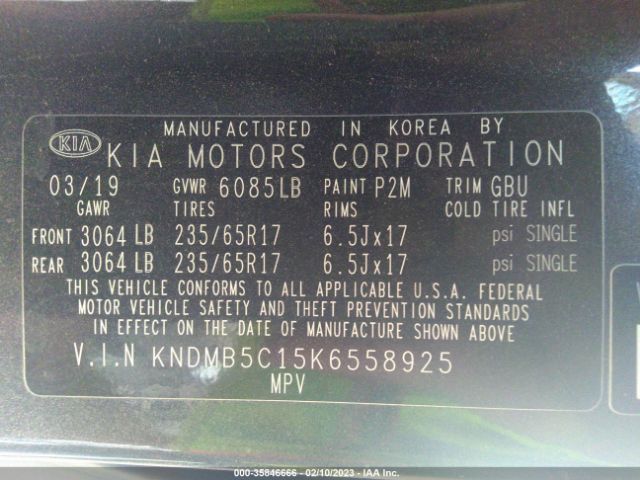 MANUFACTURED IN KOREA BY
KIA KIA MOTORS CORPORATION
03/19 GVWR 6085LB PAINT P2M TRIM GBU
GAWR TIRES RIMS COLD TIRE INFL
FRONT 3064 LB 235/65R17 6.5Jx17 psi SINGLE
REAR 3064 LB 235/65R17 6.5Jx17 psi SINGLE
THIS VEHICLE CONFORMS TO ALL APPLICABLE U.S.A. FEDERAL
MOTOR VEHICLE SAFETY AND THEFT PREVENTION STANDARDS
IN EFFECT ON THE DATE OF MANUFACTURE SHOWN ABOVE
V.I.N KNDMB5C15K6558925
MPV
000-35846666 - 02/10/2023 - IAA Inc.